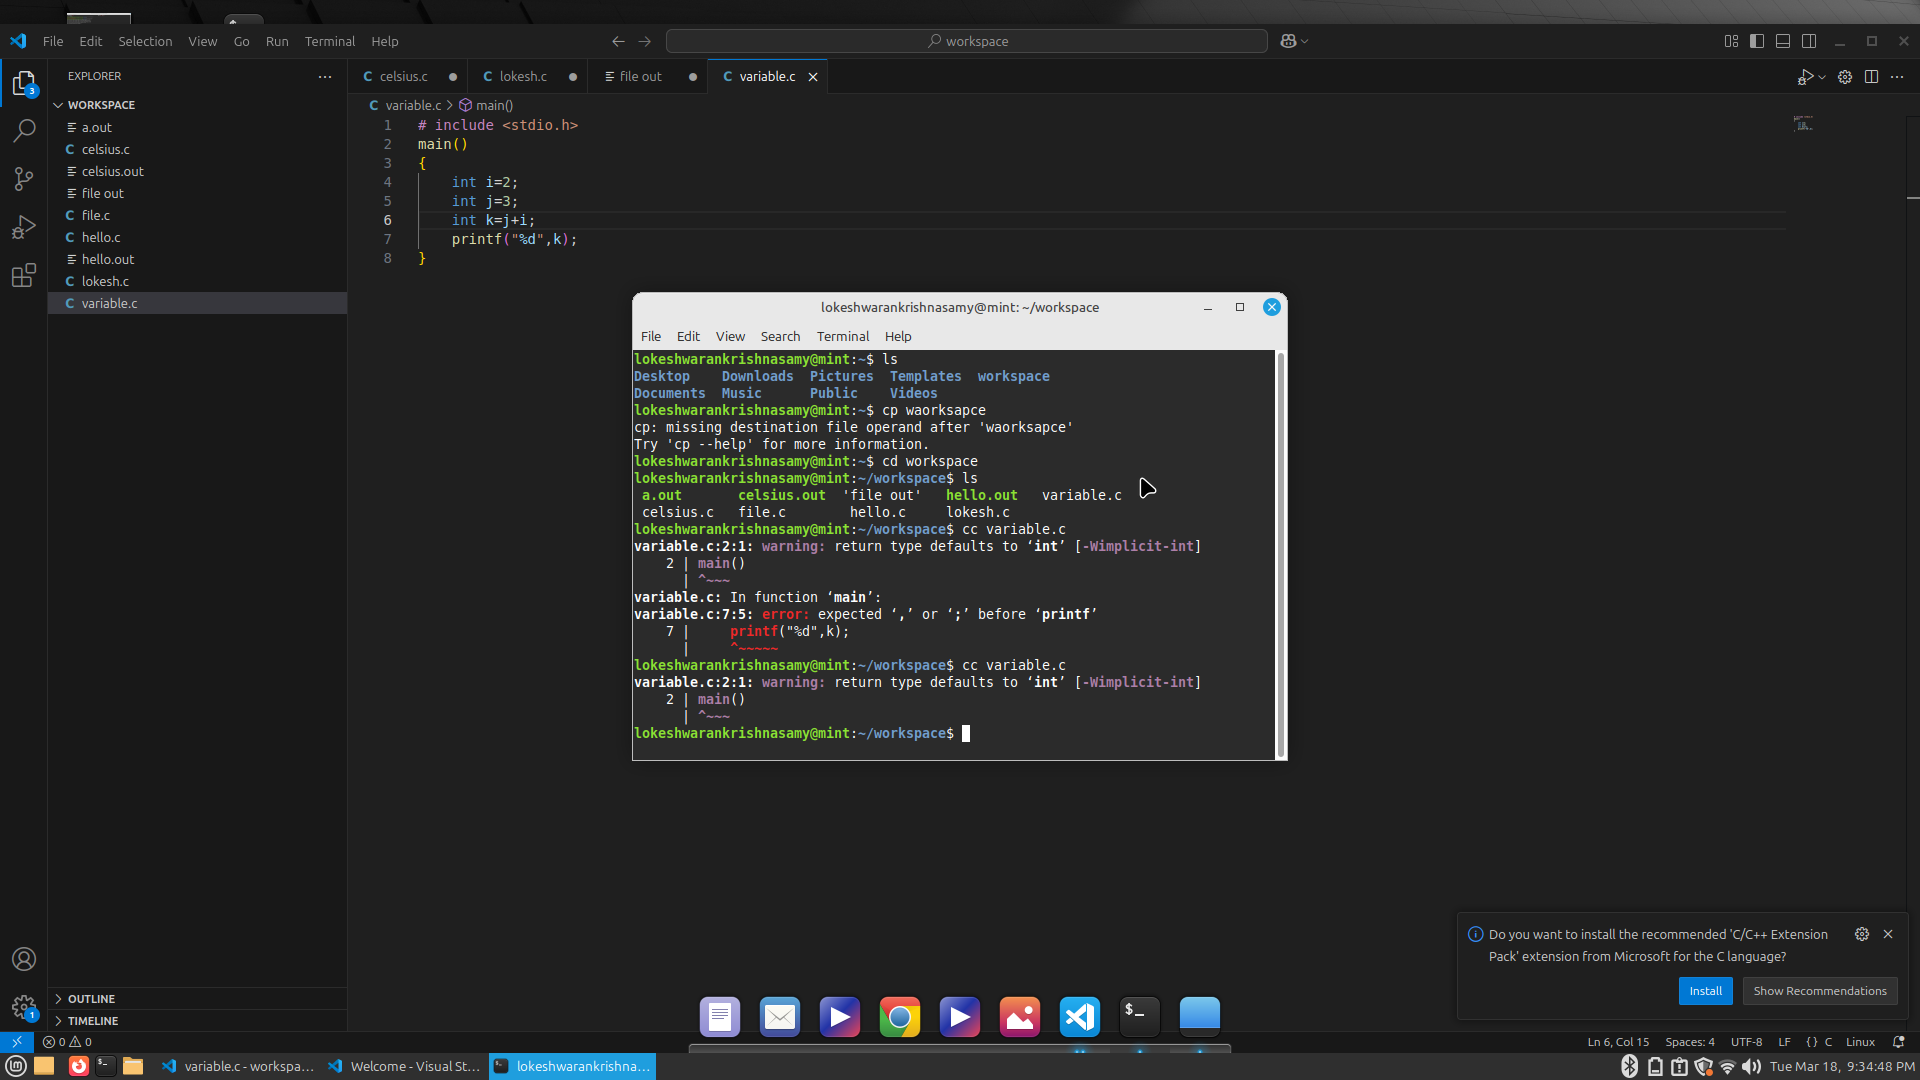 File Edit Selection View Go Run Terminal Help
workspace
EXPLORER
celsius.c
lokesh.c
file out
variable.c
WORKSPACE
a.out
celsius.c
celsius.out
file out
file.c
hello.c
hello.out
lokesh.c
variable.c
variable.c > main()
1 # include <stdio.h>
2 main()
3 {
4 int i=2;
5 int j=3;
6 int k=j+i;
7 printf("%d",k);
8 }
lokeshwarankrishnasamy@mint: ~/workspace
File Edit View Search Terminal Help
lokeshwarankrishnasamy@mint:~$ ls
Desktop Downloads Pictures Templates workspace
Documents Music Public Videos
lokeshwarankrishnasamy@mint:~$ cp waorksapce
cp: missing destination file operand after 'waorksapce'
Try 'cp --help' for more information.
lokeshwarankrishnasamy@mint:~$ cd workspace
lokeshwarankrishnasamy@mint:~/workspace$ ls
a.out celsius.out 'file out' hello.out variable.c
celsius.c file.c hello.c lokesh.c
lokeshwarankrishnasamy@mint:~/workspace$ cc variable.c
variable.c:2:1: warning: return type defaults to ‘int’ [-Wimplicit-int]
2 | main()
| ^~~~
variable.c: In function ‘main’:
variable.c:7:5: error: expected ‘,’ or ‘;’ before ‘printf’
7 | printf("%d",k);
| ^~~~~~
lokeshwarankrishnasamy@mint:~/workspace$ cc variable.c
variable.c:2:1: warning: return type defaults to ‘int’ [-Wimplicit-int]
2 | main()
| ^~~~
lokeshwarankrishnasamy@mint:~/workspace$
Do you want to install the recommended 'C/C++ Extension
Pack' extension from Microsoft for the C language?
Install
Show Recommendations
OUTLINE
TIMELINE
3
1
0 0
Ln 6, Col 15 Spaces: 4 UTF-8 LF {} C Linux
variable.c - workspa...
Welcome - Visual St...
lokeshwarankrishna...
Tue Mar 18, 9:34:48 PM